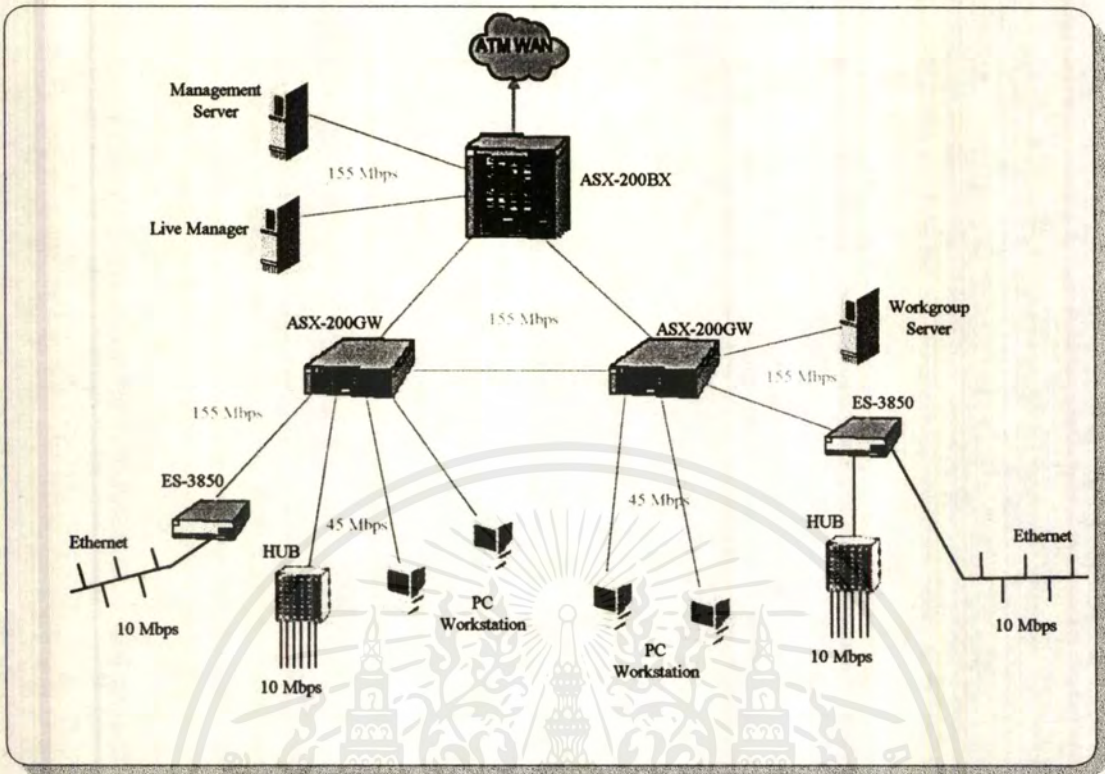 ATM WAN
Management
Server
155 Mbps
ASX-200BX
Live Manager
ASX-200GW
155 Mbps
ASX-200GW
Workgroup
Server
155 Mbps
155 Mbps
ES-3850
ES-3850
45 Mbps
45 Mbps
Ethernet
HUB
HUB
Ethernet
10 Mbps
PC
Workstation
PC
Workstation
10 Mbps
10 Mbps
10 Mbps